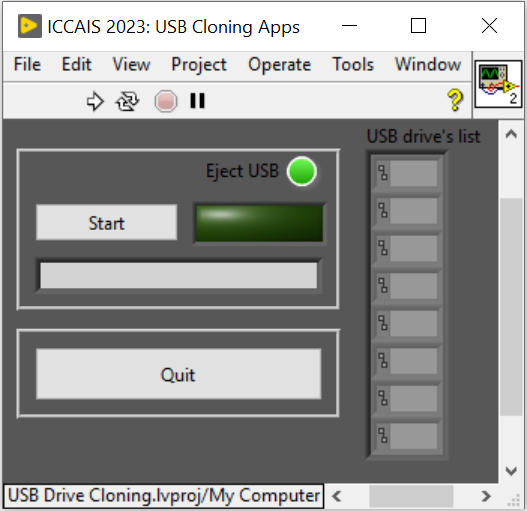 ICCAIS 2023: USB Cloning Apps
File Edit View Project Operate Tools Window
2
USB drive's list
Eject USB
Start
Quit
USB Drive Cloning.lvproj/My Computer